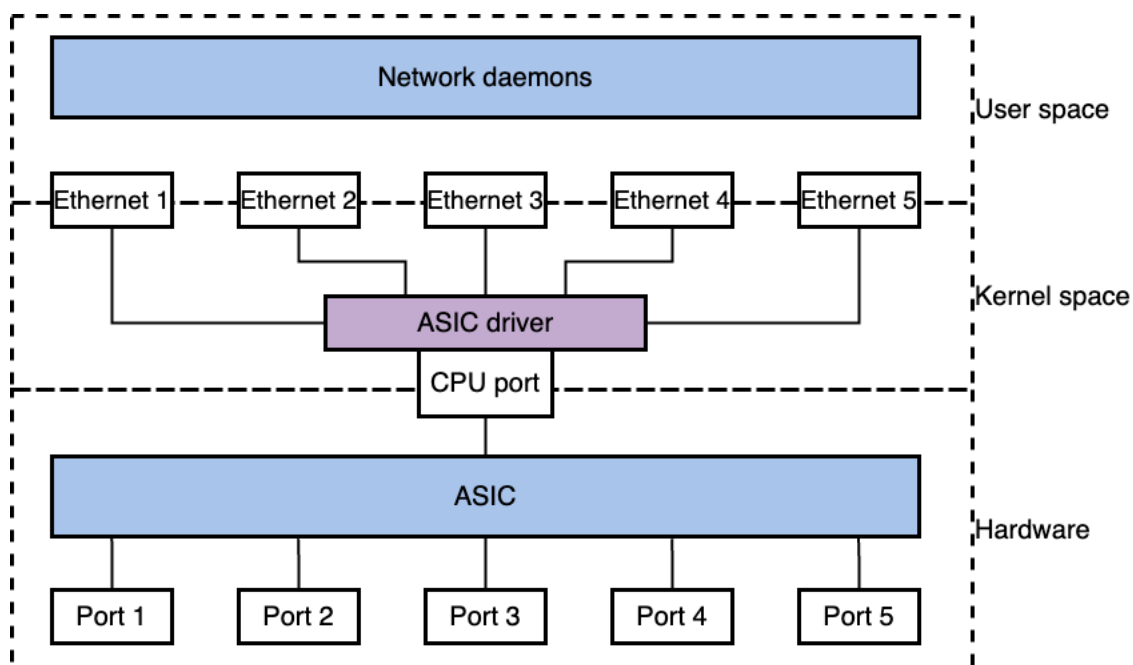 Network daemons
User space
Ethernet 1
Ethernet 2
Ethernet 3
Ethernet 4
Ethernet 5
Kernel space
ASIC driver
CPU port
ASIC
Hardware
Port 1
Port 2
Port 3
Port 4
Port 5